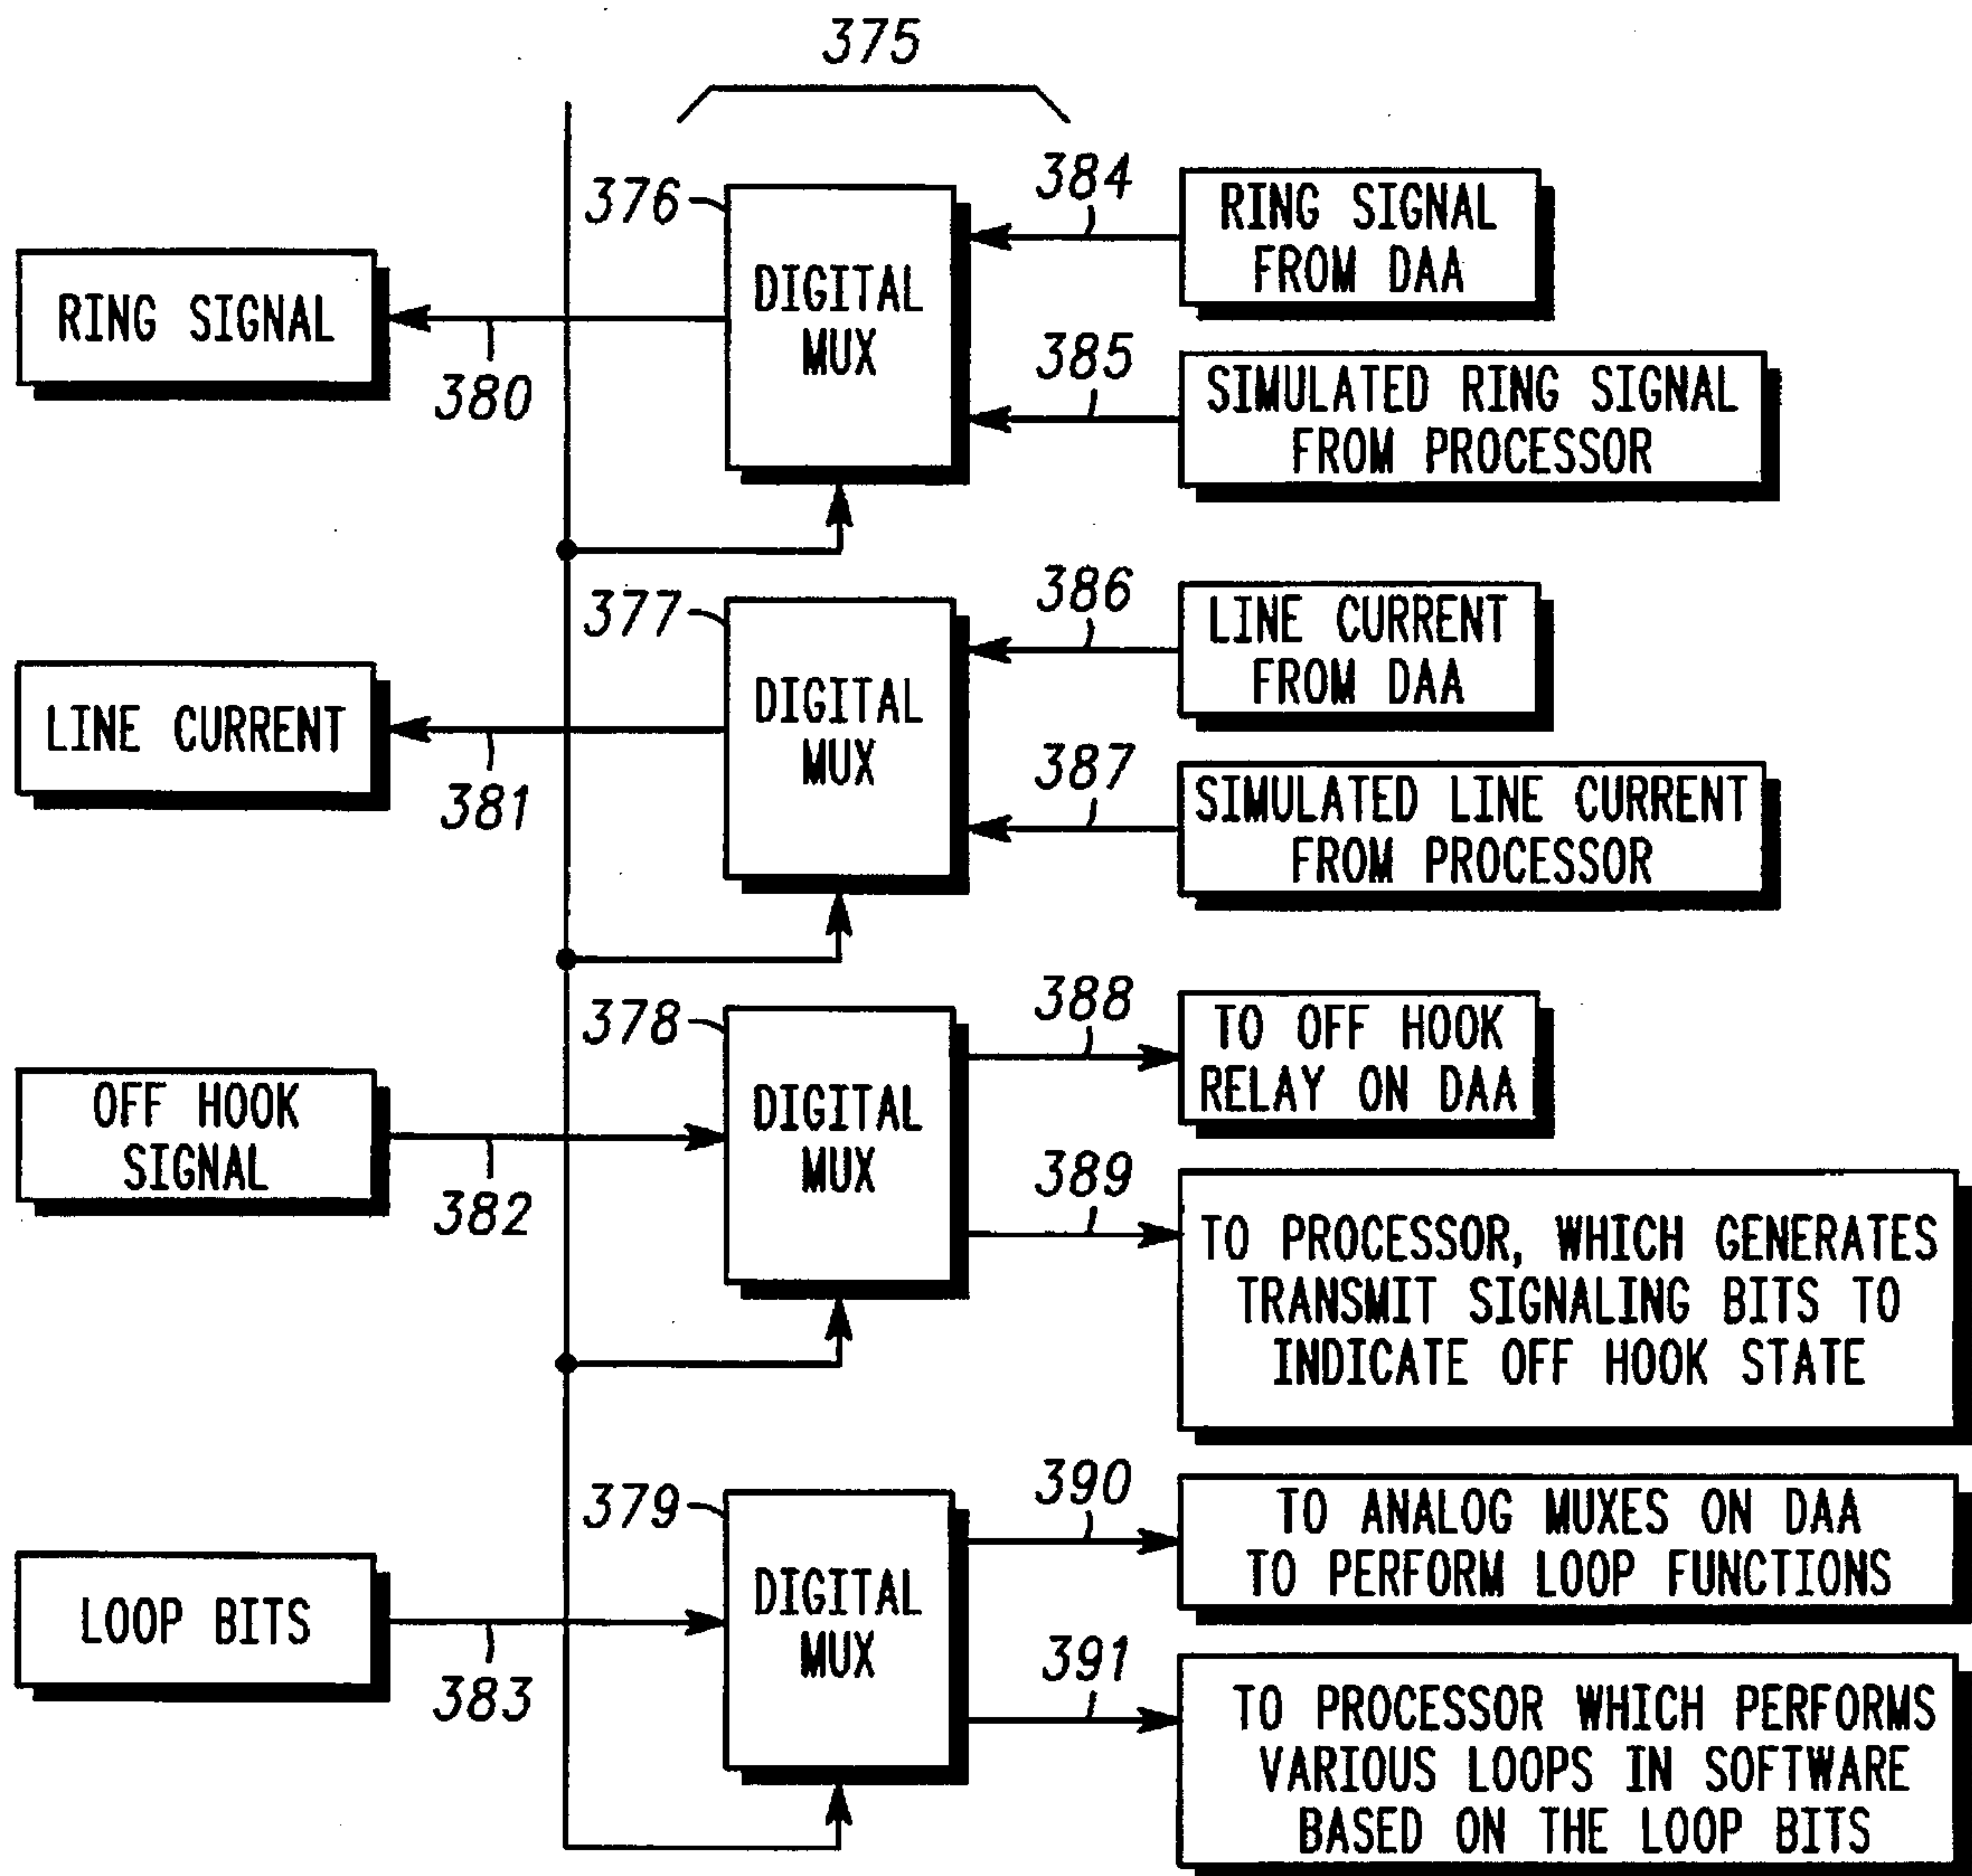 375
376
384
RING SIGNAL
FROM DAA
RING SIGNAL
380
DIGITAL
MUX
385
SIMULATED RING SIGNAL
FROM PROCESSOR
377
386
LINE CURRENT
FROM DAA
LINE CURRENT
381
DIGITAL
MUX
387
SIMULATED LINE CURRENT
FROM PROCESSOR
378
388
TO OFF HOOK
RELAY ON DAA
OFF HOOK
SIGNAL
382
DIGITAL
MUX
389
TO PROCESSOR, WHICH GENERATES
TRANSMIT SIGNALING BITS TO
INDICATE OFF HOOK STATE
379
390
TO ANALOG MUXES ON DAA
TO PERFORM LOOP FUNCTIONS
LOOP BITS
383
DIGITAL
MUX
391
TO PROCESSOR WHICH PERFORMS
VARIOUS LOOPS IN SOFTWARE
BASED ON THE LOOP BITS